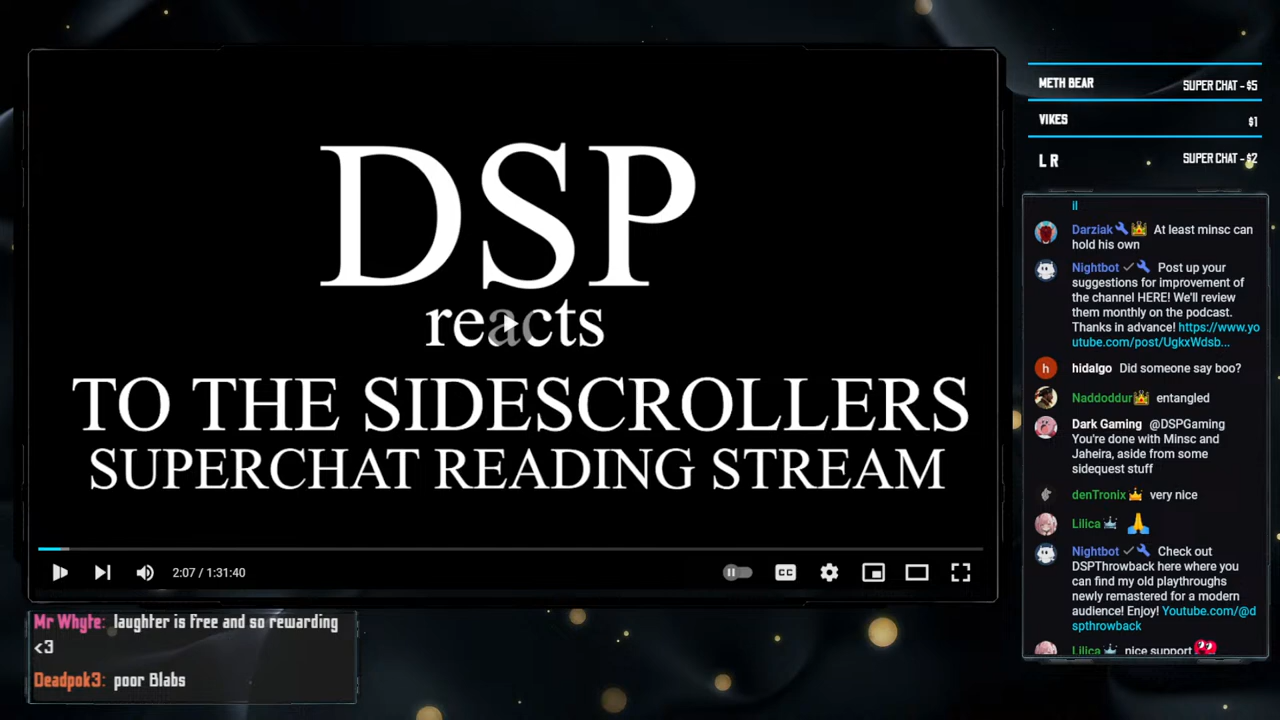 DSP
reacts
TO THE SIDESCROLLERS
SUPERCHAT READING STREAM
2:07 / 1:31:40
CC
Mr Whyte: laughter is free and so rewarding
<3
Deadpok3: poor Blabs
METH BEAR SUPER CHAT - $5
VIKES $1
L R SUPER CHAT - $2
il
Darziak At least minsc can
hold his own
Nightbot Post up your
suggestions for improvement of
the channel HERE! We'll review
them monthly on the podcast.
Thanks in advance! https://www.yo
utube.com/post/UgkxWdsb...
h
hidalgo Did someone say boo?
Naddoddur entangled
Dark Gaming @DSPGaming
You're done with Minsc and
Jaheira, aside from some
sidequest stuff
denTronix very nice
Lilica
Nightbot Check out
DSPThrowback here where you
can find my old playthroughs
newly remastered for a modern
audience! Enjoy! Youtube.com/@d
spthrowback
Lilica nice support